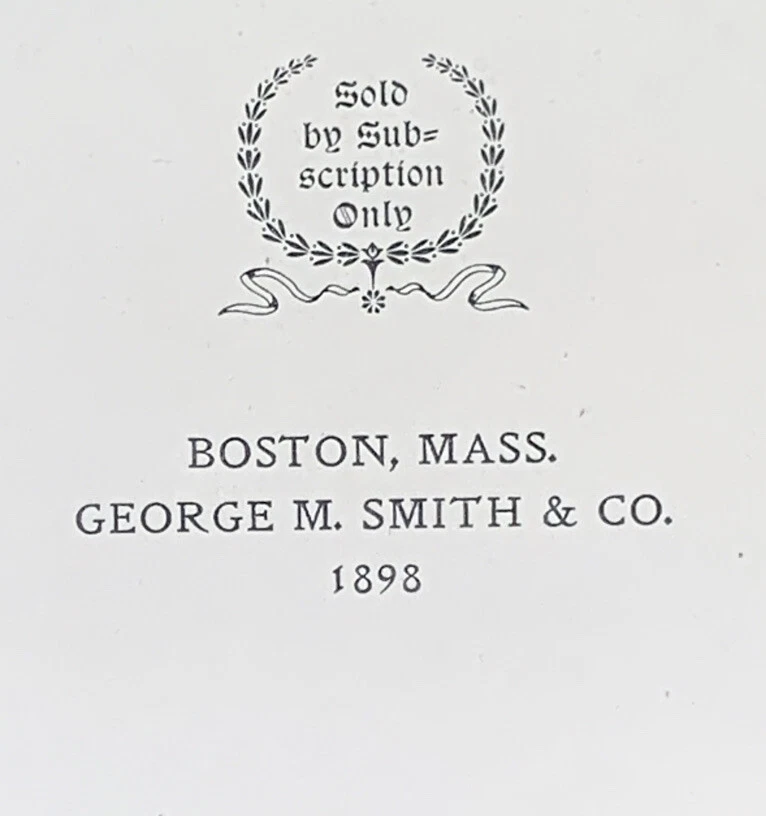 Sold
by Sub=
scription
Only
BOSTON, MASS.
GEORGE M. SMITH & CO.
1898